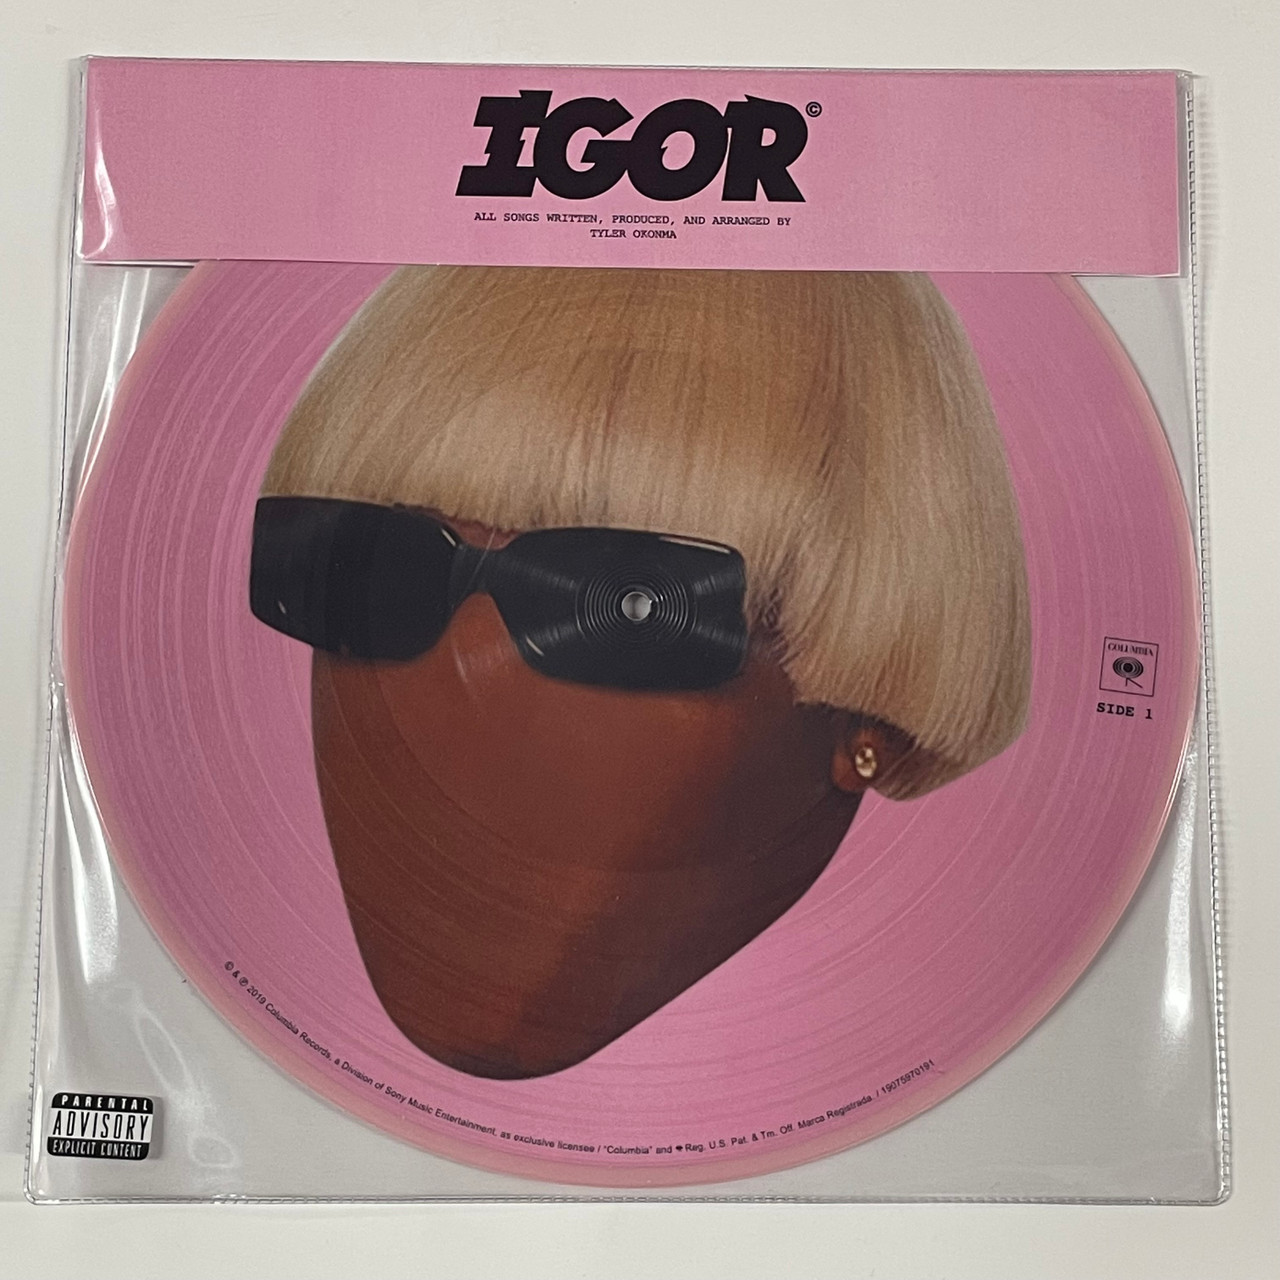 IGOR©
ALL SONGS WRITTEN, PRODUCED, AND ARRANGED BY
TYLER OKONMA
COLUMBIA
SIDE 1
© & ℗ 2019 Columbia Records, a Division of Sony Music Entertainment, as exclusive licensee / "Columbia" and Reg. U.S. Pat. & Tm. Off. Marca Registrada. / 19075970191
PARENTAL
ADVISORY
EXPLICIT CONTENT